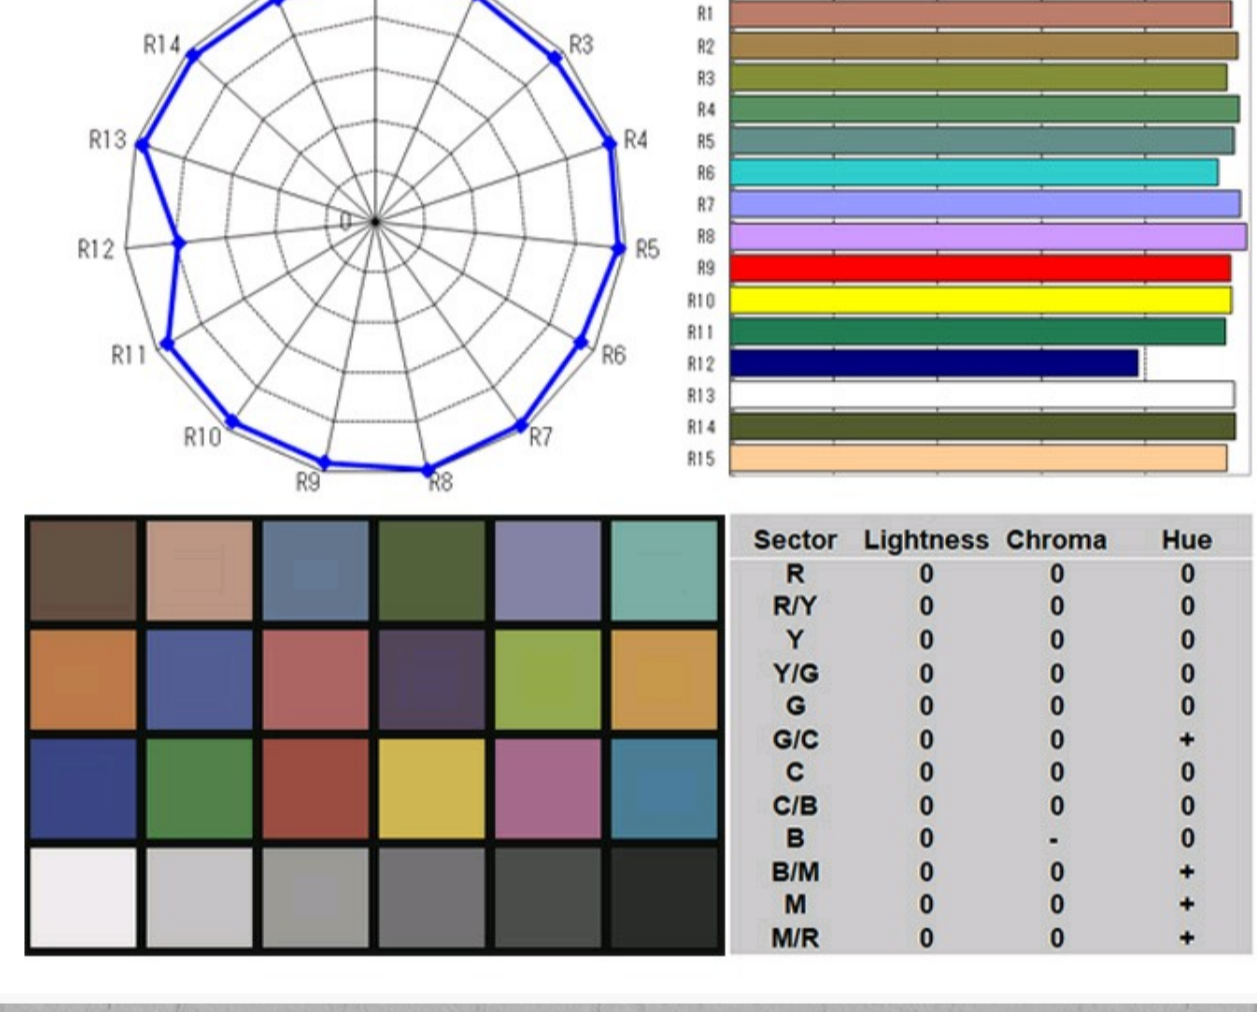 R14
R3
R13
R4
0
R12
R5
R11
R6
R10
R7
R9
R8
R1
R2
R3
R4
R5
R6
R7
R8
R9
R10
R11
R12
R13
R14
R15
Sector Lightness Chroma Hue
R 0 0 0
R/Y 0 0 0
Y 0 0 0
Y/G 0 0 0
G 0 0 0
G/C 0 0 +
C 0 0 0
C/B 0 0 0
B 0 - 0
B/M 0 0 +
M 0 0 +
M/R 0 0 +